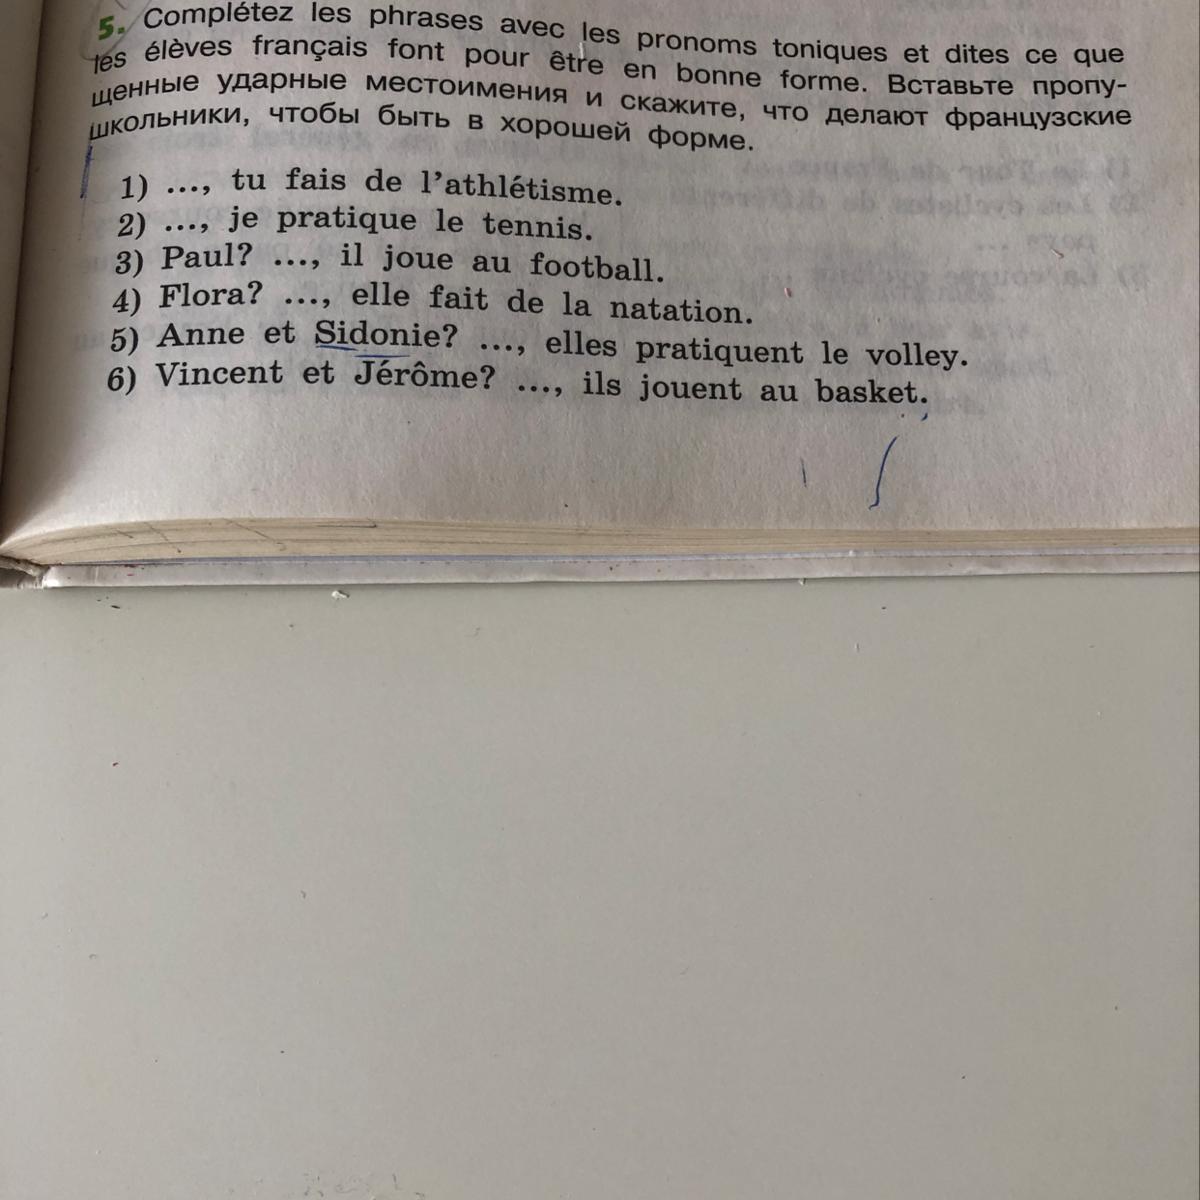 5. Complétez les phrases avec les pronoms toniques et dites ce que
les élèves français font pour être en bonne forme. Вставьте пропу-
щенные ударные местоимения и скажите, что делают французские
школьники, чтобы быть в хорошей форме.
1) ..., tu fais de l'athlétisme.
2) ..., je pratique le tennis.
3) Paul? ..., il joue au football.
4) Flora? ..., elle fait de la natation.
5) Anne et Sidonie? ..., elles pratiquent le volley.
6) Vincent et Jérôme? ..., ils jouent au basket.